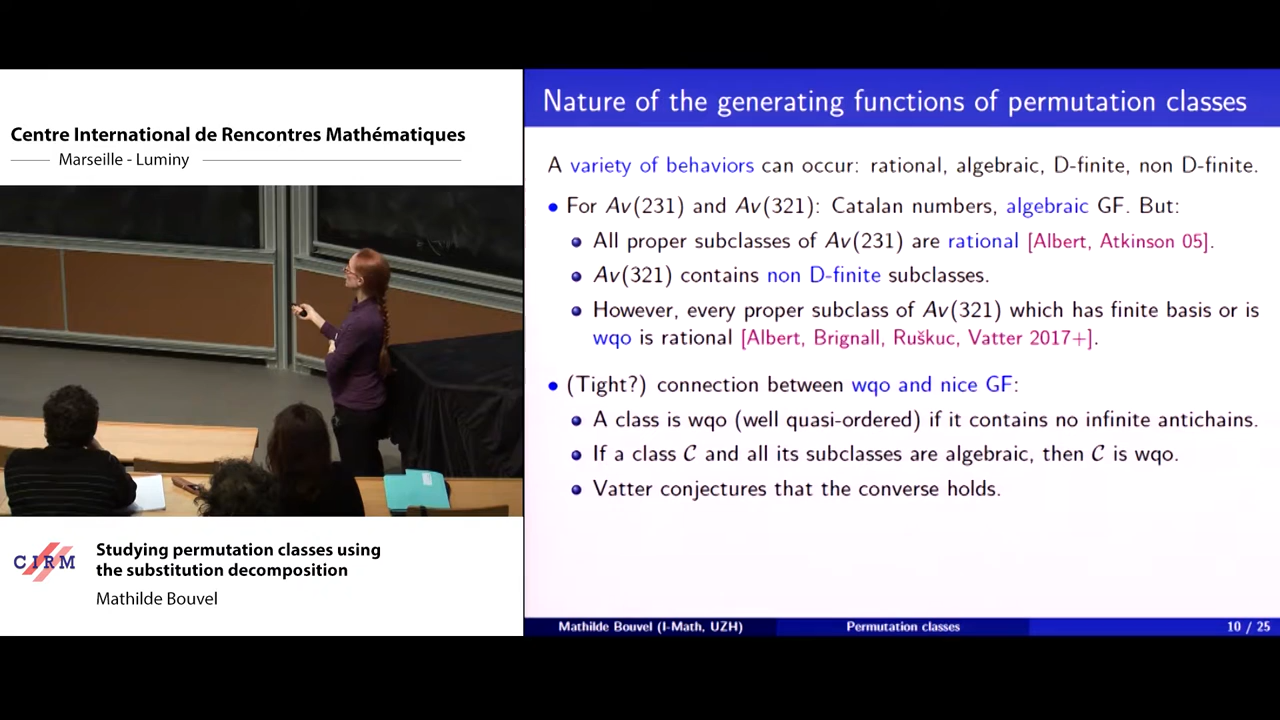 Centre International de Rencontres Mathématiques
Marseille - Luminy
CIRM
Studying permutation classes using
the substitution decomposition
Mathilde Bouvel
Nature of the generating functions of permutation classes
A variety of behaviors can occur: rational, algebraic, D-finite, non D-finite.
• For Av(231) and Av(321): Catalan numbers, algebraic GF. But:
• All proper subclasses of Av(231) are rational [Albert, Atkinson 05].
• Av(321) contains non D-finite subclasses.
• However, every proper subclass of Av(321) which has finite basis or is
wqo is rational [Albert, Brignall, Ruškuc, Vatter 2017+].
• (Tight?) connection between wqo and nice GF:
• A class is wqo (well quasi-ordered) if it contains no infinite antichains.
• If a class C and all its subclasses are algebraic, then C is wqo.
• Vatter conjectures that the converse holds.
Mathilde Bouvel (I-Math, UZH) Permutation classes 10 / 25